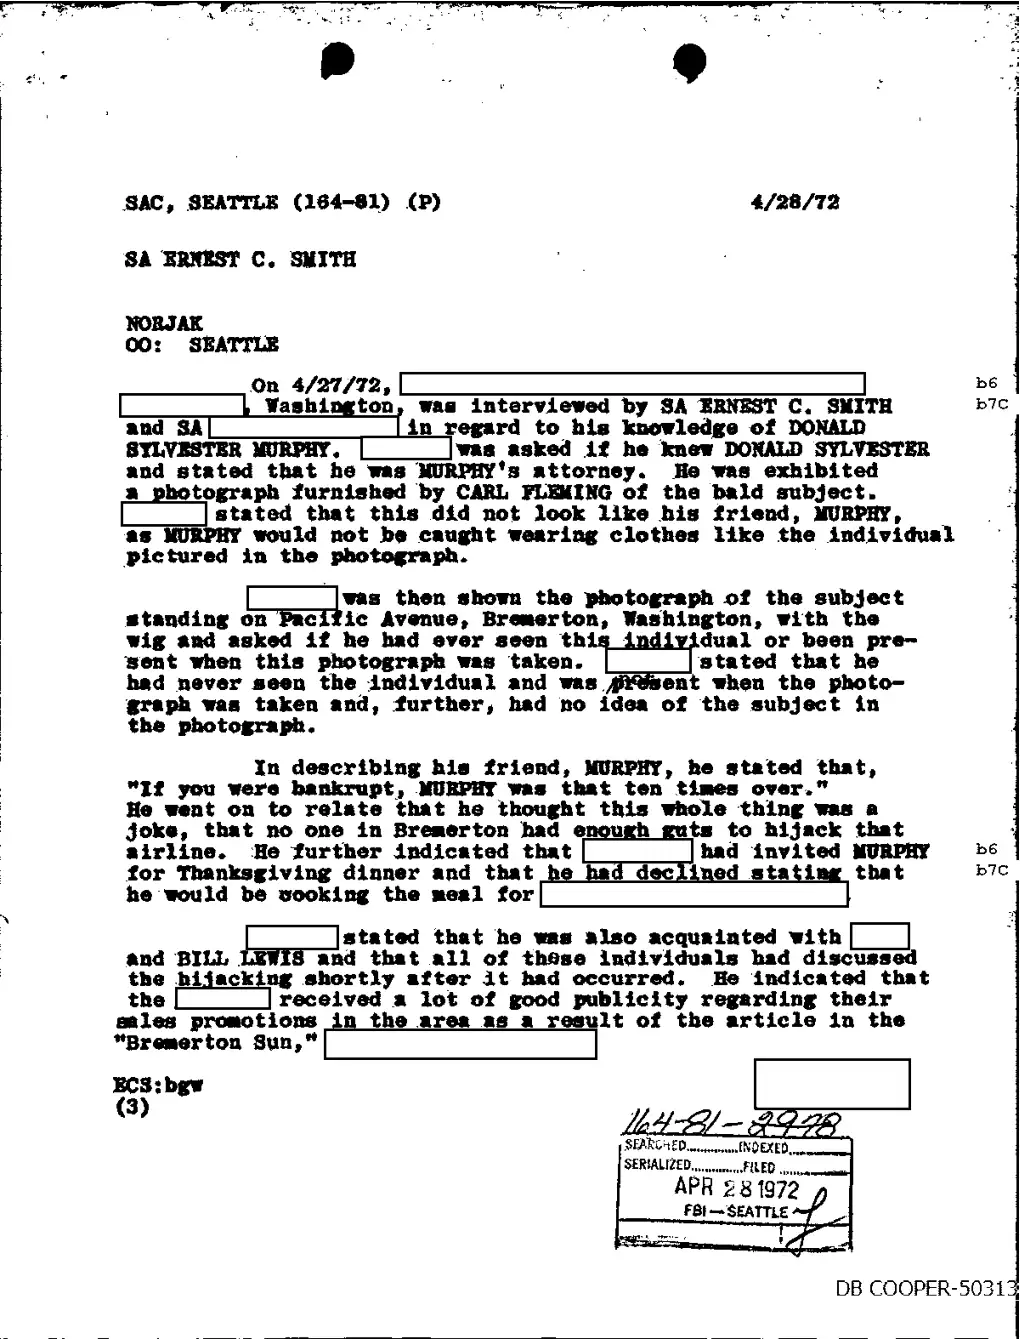 SAC, SEATTLE (164-81) (P) 4/28/72
SA ERNEST C. SMITH
NORJAK
OO: SEATTLE
On 4/27/72, b6
, Washington, was interviewed by SA ERNEST C. SMITH b7C
and SA in regard to his knowledge of DONALD
SYLVESTER MURPHY. was asked if he knew DONALD SYLVESTER
and stated that he was MURPHY's attorney. He was exhibited
a photograph furnished by CARL FLEMING of the bald subject.
stated that this did not look like his friend, MURPHY,
as MURPHY would not be caught wearing clothes like the individual
pictured in the photograph.
was then shown the photograph of the subject
standing on Pacific Avenue, Bremerton, Washington, with the
wig and asked if he had ever seen this individual or been pre-
sent when this photograph was taken. stated that he
had never seen the individual and was present when the photo-
graph was taken and, further, had no idea of the subject in
the photograph.
In describing his friend, MURPHY, he stated that,
"If you were bankrupt, MURPHY was that ten times over."
He went on to relate that he thought this whole thing was a
joke, that no one in Bremerton had enough guts to hijack that
airline. He further indicated that had invited MURPHY b6
for Thanksgiving dinner and that he had declined stating that b7C
he would be cooking the meal for
stated that he was also acquainted with
and BILL LEWIS and that all of these individuals had discussed
the hijacking shortly after it had occurred. He indicated that
the received a lot of good publicity regarding their
sales promotions in the area as a result of the article in the
"Bremerton Sun,"
ECS:bgw
(3)
164-81-2978
SEARCHED..............INDEXED..............
SERIALIZED..............FILED..............
APR 28 1972
FBI — SEATTLE
DB COOPER-50313